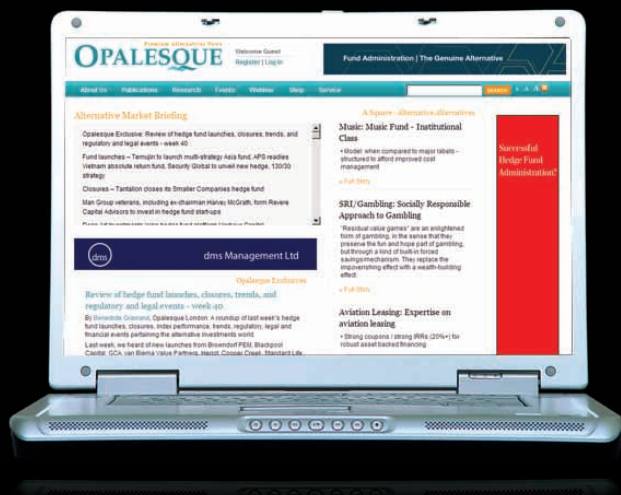 Premium Alternatives News
OPALESQUE
Welcome Guest
Register | Log In
Fund Administration | The Genuine Alternative
About Us Publications Research Events Webinar Shop Service
SEARCH A A A
Alternative Market Briefing
Opalesque Exclusive: Review of hedge fund launches, closures, trends, and
regulatory and legal events - week 40
Fund launches – Temujin to launch multi-strategy Asia fund, APS readies
Vietnam absolute return fund, Security Global to unveil new hedge, 130/30
strategy
Closures – Tantallon closes its Smaller Companies hedge fund
Man Group veterans, including ex-chairman Harvey McGrath, form Revere
Capital Advisors to invest in hedge fund start-ups
dms
dms Management Ltd
Opalesque Exclusives
Review of hedge fund launches, closures, trends, and
regulatory and legal events - week 40
Opalesque London: A roundup of last week's hedge
fund launches, closures, index performance, trends, regulatory, legal and
financial events pertaining the alternative investments world.
Last week, we heard of new launches from Browndorf PEM, Blackpool
Capital, GCA, van Biema Value Partners, Cooper Creek, Standard Life
A Square - Alternative Alternatives
Music: Music Fund - Institutional
Class
• Model: when compared to major labels -
structured to afford improved cost
management
» Full Story
SRI/Gambling: Socially Responsible
Approach to Gambling
"Residual value games" are an enlightened
form of gambling, in the sense that they
preserve the fun and hope part of gambling,
but through a kind of built-in forced
savings mechanism. They replace the
impoverishing effect with a wealth-building
effect
» Full Story
Aviation Leasing: Expertise on
aviation leasing
• Strong coupons / strong IRRs (20%+) for
robust asset backed financing
Successful
Hedge Fund
Administration?